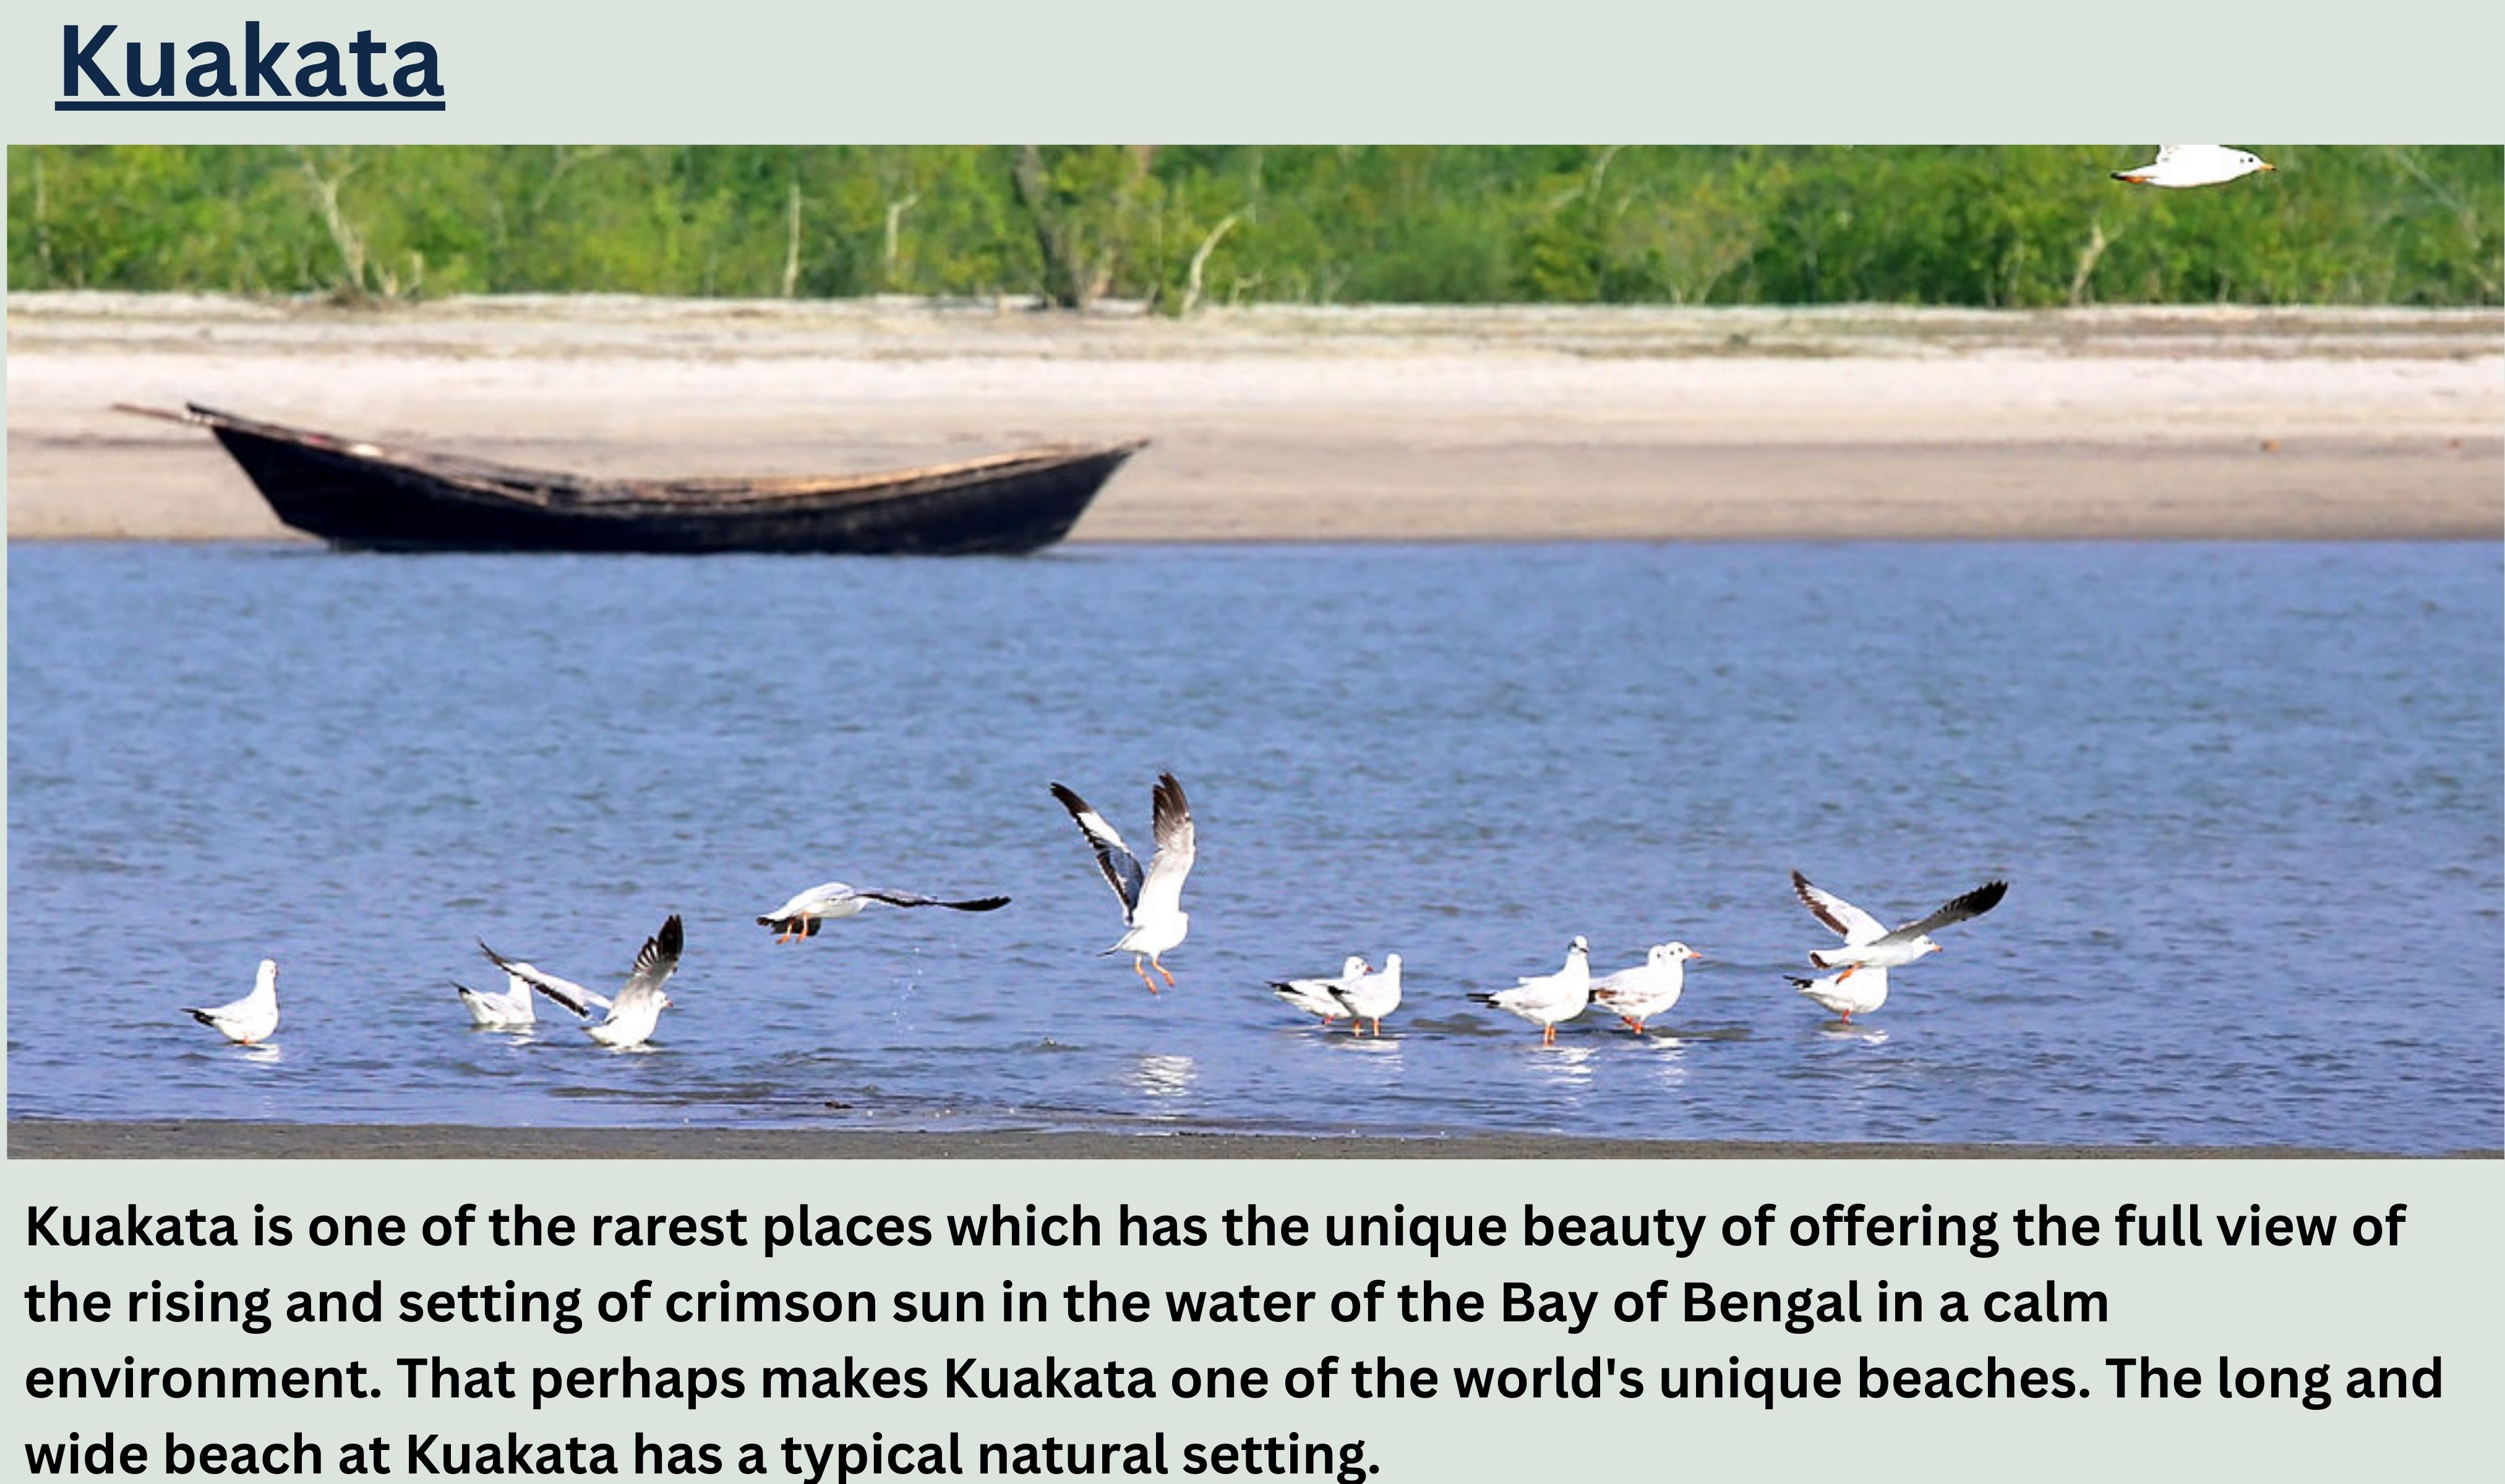 Kuakata
Kuakata is one of the rarest places which has the unique beauty of offering the full view of
the rising and setting of crimson sun in the water of the Bay of Bengal in a calm
environment. That perhaps makes Kuakata one of the world's unique beaches. The long and
wide beach at Kuakata has a typical natural setting.